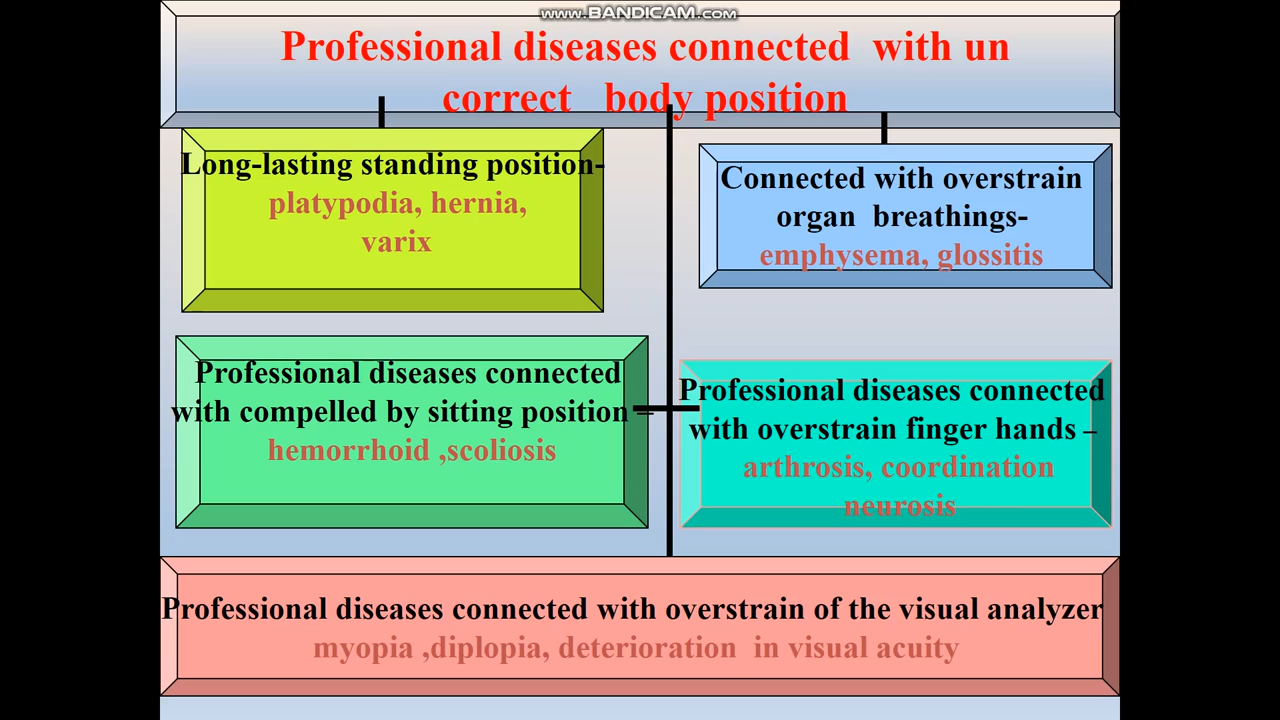 www.BANDICAM.com
Professional diseases connected with un
correct body position
Long-lasting standing position-
platypodia, hernia,
varix
Connected with overstrain
organ breathings-
emphysema, glossitis
Professional diseases connected
with compelled by sitting position –
hemorrhoid ,scoliosis
Professional diseases connected
with overstrain finger hands –
arthrosis, coordination
neurosis
Professional diseases connected with overstrain of the visual analyzer
myopia ,diplopia, deterioration in visual acuity